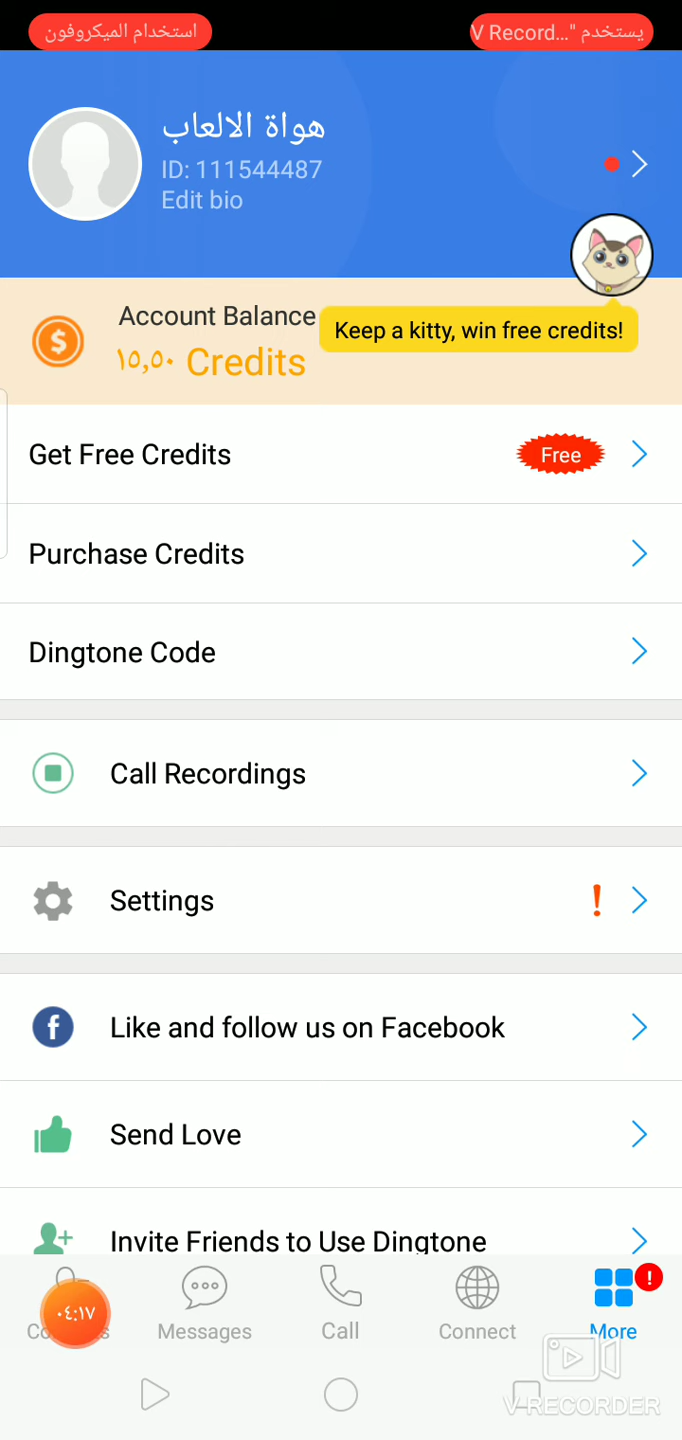 استخدام الميكروفون
يستخدم "V Record...
هواة الالعاب
ID: 111544487
Edit bio
Account Balance
Keep a kitty, win free credits!
١٥,٥٠ Credits
Get Free Credits
Free
Purchase Credits
Dingtone Code
Call Recordings
Settings
Like and follow us on Facebook
Send Love
Invite Friends to Use Dingtone
٠٤:١٧
Messages
Call
Connect
More
V RECORDER